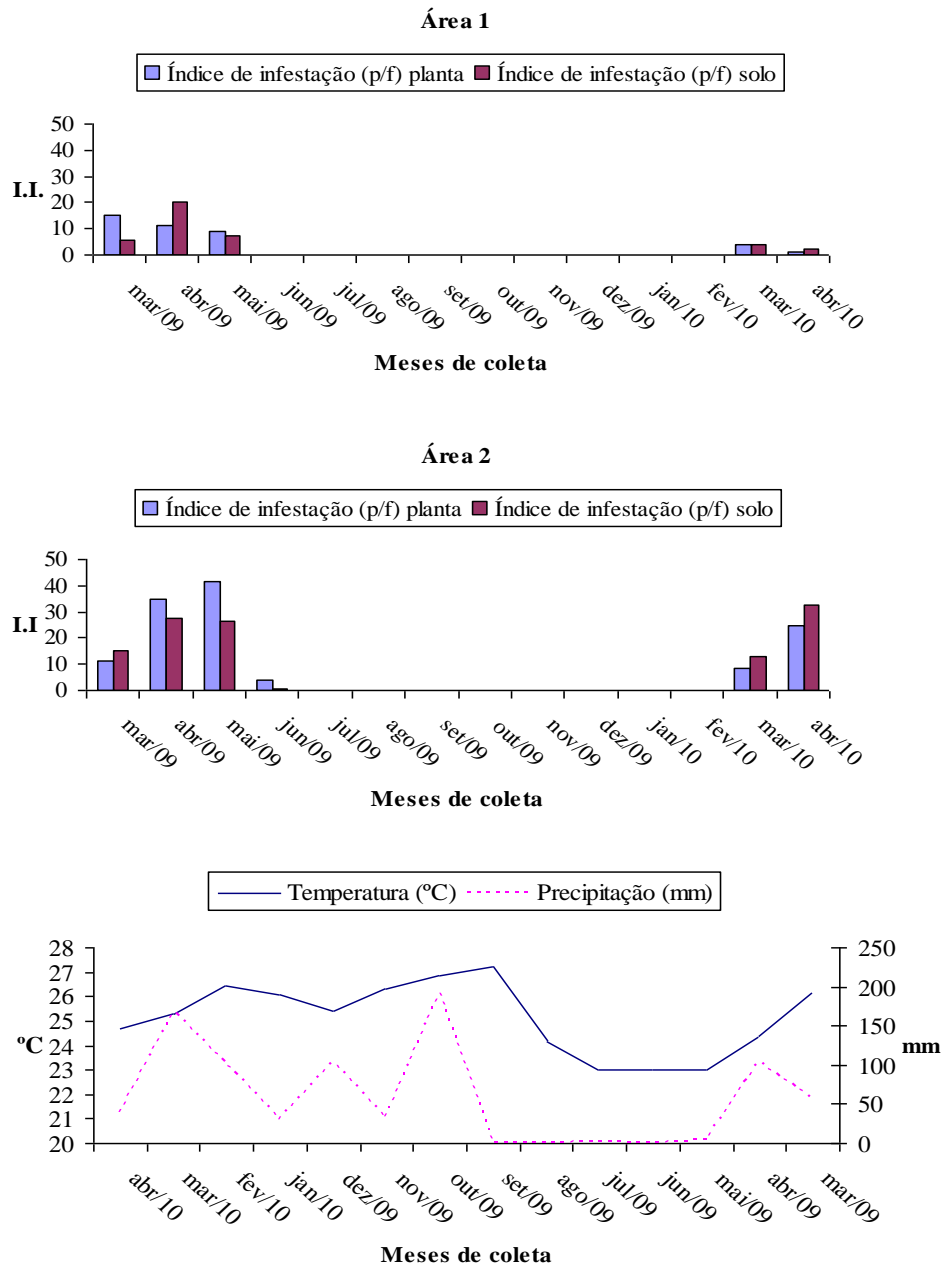 Área 1
Índice de infestação (p/f) planta Índice de infestação (p/f) solo
50
40
30
20
10
0
I.I.
mar/09 abr/09 mai/09 jun/09 jul/09 ago/09 set/09 out/09 nov/09 dez/09 jan/10 fev/10 mar/10 abr/10
Meses de coleta
Área 2
Índice de infestação (p/f) planta Índice de infestação (p/f) solo
50
40
30
20
10
0
I.I
mar/09 abr/09 mai/09 jun/09 jul/09 ago/09 set/09 out/09 nov/09 dez/09 jan/10 fev/10 mar/10 abr/10
Meses de coleta
Temperatura (ºC) Precipitação (mm)
28
27
26
25
24
23
22
21
20
ºC
250
200
150
100
50
0
mm
abr/10 mar/10 fev/10 jan/10 dez/09 nov/09 out/09 set/09 ago/09 jul/09 jun/09 mai/09 abr/09 mar/09
Meses de coleta